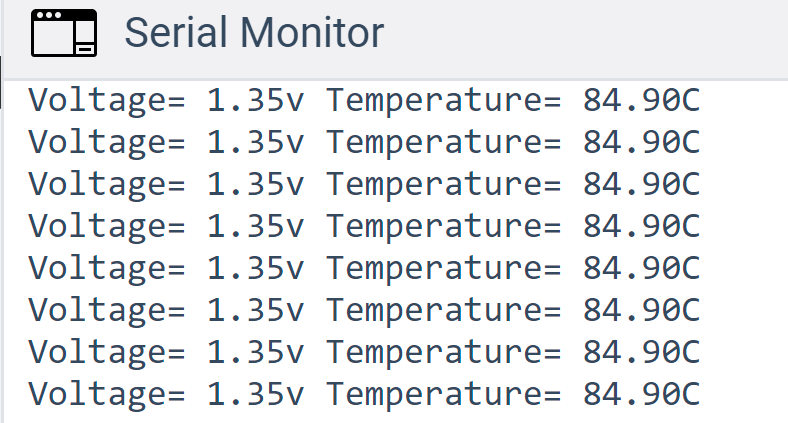 Serial Monitor
Voltage= 1.35v Temperature= 84.90C
Voltage= 1.35v Temperature= 84.90C
Voltage= 1.35v Temperature= 84.90C
Voltage= 1.35v Temperature= 84.90C
Voltage= 1.35v Temperature= 84.90C
Voltage= 1.35v Temperature= 84.90C
Voltage= 1.35v Temperature= 84.90C
Voltage= 1.35v Temperature= 84.90C